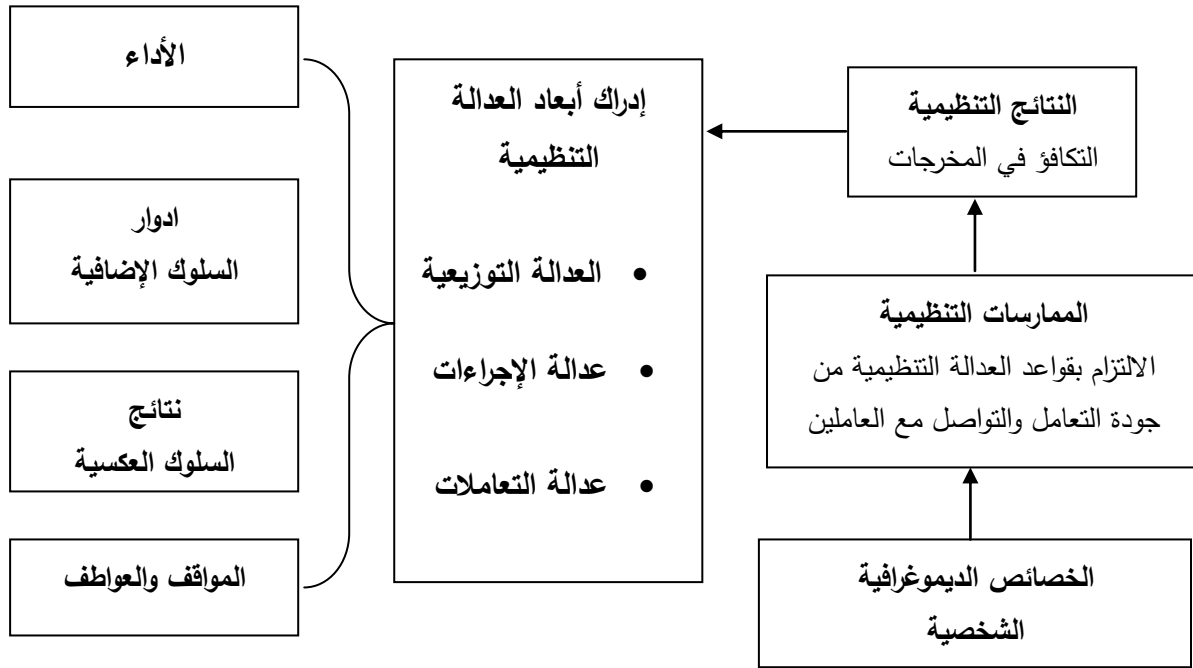 النتائج التنظيمية
التكافؤ في المخرجات
الممارسات التنظيمية
الالتزام بقواعد العدالة التنظيمية من
جودة التعامل والتواصل مع العاملين
الخصائص الديموغرافية
الشخصية
إدراك أبعاد العدالة
التنظيمية
• العدالة التوزيعية
• عدالة الإجراءات
• عدالة التعاملات
الأداء
ادوار
السلوك الإضافية
نتائج
السلوك العكسية
المواقف والعواطف